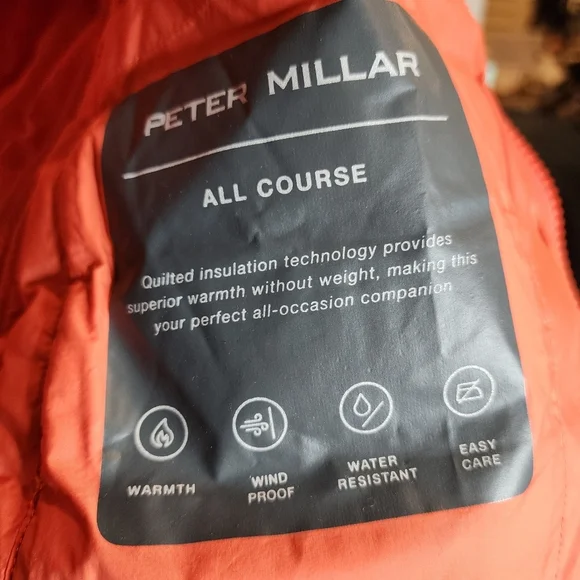 PETER MILLAR
ALL COURSE
Quilted insulation technology provides
superior warmth without weight, making this
your perfect all-occasion companion
WARMTH
WIND
PROOF
WATER
RESISTANT
EASY
CARE